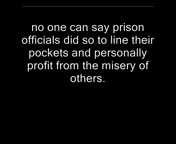 no one can say prison
officials did so to line their
pockets and personally
profit from the misery of
others.